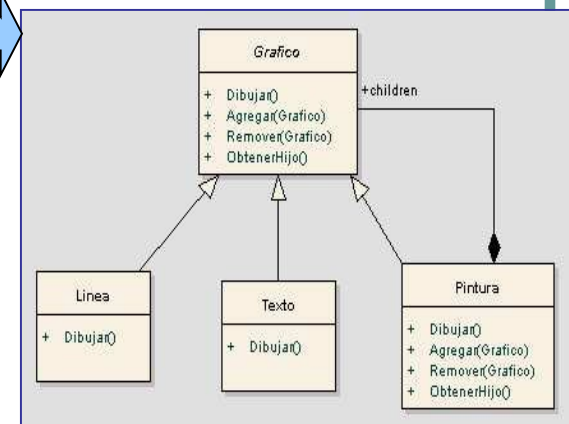 Grafico
+ Dibujar()
+ Agregar(Grafico)
+ Remover(Grafico)
+ ObtenerHijo()
+children
Linea
+ Dibujar()
Texto
+ Dibujar()
Pintura
+ Dibujar()
+ Agregar(Grafico)
+ Remover(Grafico)
+ ObtenerHijo()